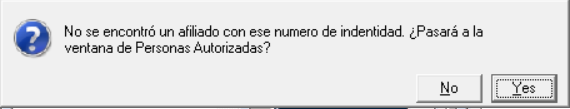 No se encontró un afiliado con ese numero de indentidad. ¿Pasará a la
ventana de Personas Autorizadas?
No
Yes